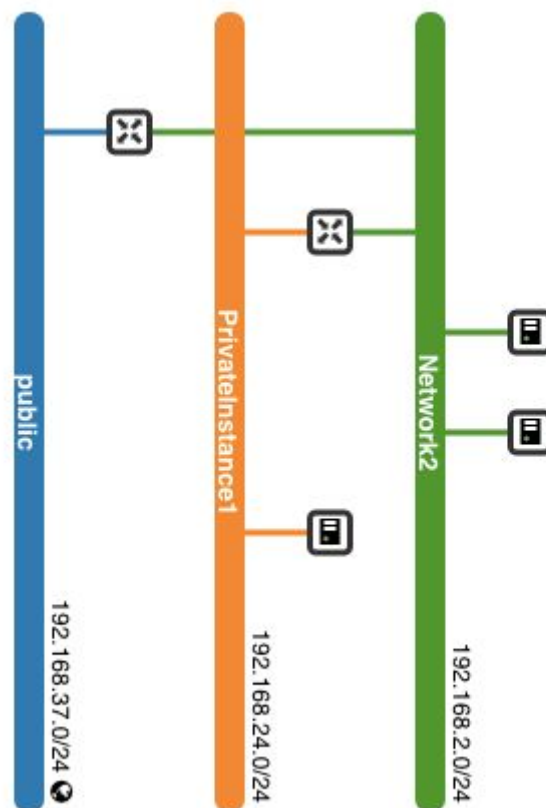 public
192.168.37.0/24
PrivateInstance1
192.168.24.0/24
Network2
192.168.2.0/24